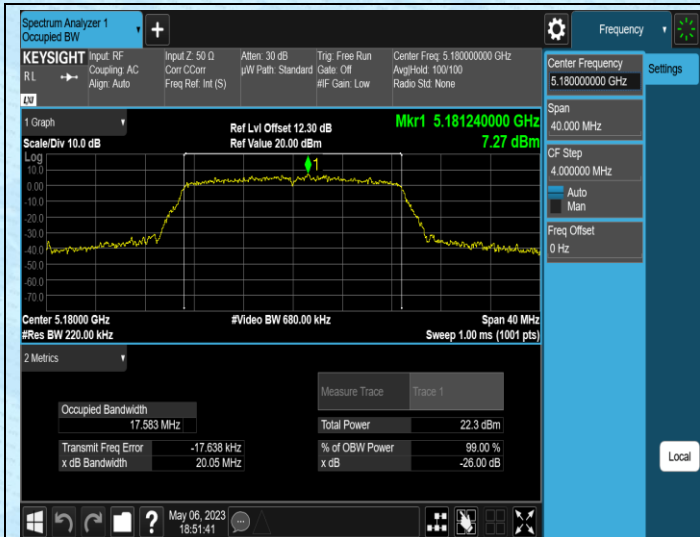 Spectrum Analyzer 1
Occupied BW
Frequency
KEYSIGHT
R L
LXI
Input: RF
Coupling: AC
Align: Auto
Input Z: 50 Ω
Corr CCorr
Freq Ref: Int (S)
Atten: 30 dB
µW Path: Standard
Trig: Free Run
Gate: Off
#IF Gain: Low
Center Freq: 5.180000000 GHz
Avg|Hold: 100/100
Radio Std: None
Center Frequency
5.180000000 GHz
Settings
Span
40.000 MHz
CF Step
4.000000 MHz
Auto
Man
Freq Offset
0 Hz
1 Graph
Scale/Div 10.0 dB
Ref Lvl Offset 12.30 dB
Ref Value 20.00 dBm
Mkr1 5.181240000 GHz
7.27 dBm
Log
10.0
0.00
-10.0
-20.0
-30.0
-40.0
-50.0
-60.0
-70.0
1
Center 5.18000 GHz
#Res BW 220.00 kHz
#Video BW 680.00 kHz
Span 40 MHz
Sweep 1.00 ms (1001 pts)
2 Metrics
Measure Trace
Trace 1
Occupied Bandwidth
17.583 MHz
Total Power
22.3 dBm
Transmit Freq Error
-17.638 kHz
% of OBW Power
99.00 %
x dB Bandwidth
20.05 MHz
x dB
-26.00 dB
Local
?
May 06, 2023
18:51:41